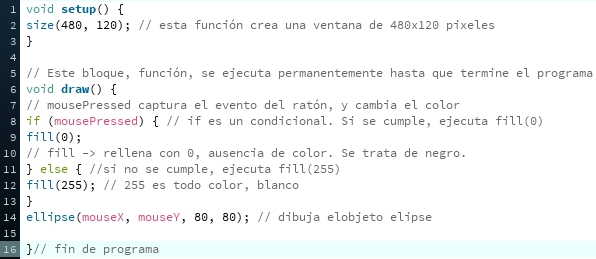 1 void setup() {
2 size(480, 120); // esta función crea una ventana de 480x120 pixeles
3 }
4
5 // Este bloque, función, se ejecuta permanentemente hasta que termine el programa
6 void draw() {
7 // mousePressed captura el evento del ratón, y cambia el color
8 if (mousePressed) { // if es un condicional. Si se cumple, ejecuta fill(0)
9 fill(0);
10 // fill -> rellena con 0, ausencia de color. Se trata de negro.
11 } else { //si no se cumple, ejecuta fill(255)
12 fill(255); // 255 es todo color, blanco
13 }
14 ellipse(mouseX, mouseY, 80, 80); // dibuja elobjeto elipse
15
16 }// fin de programa